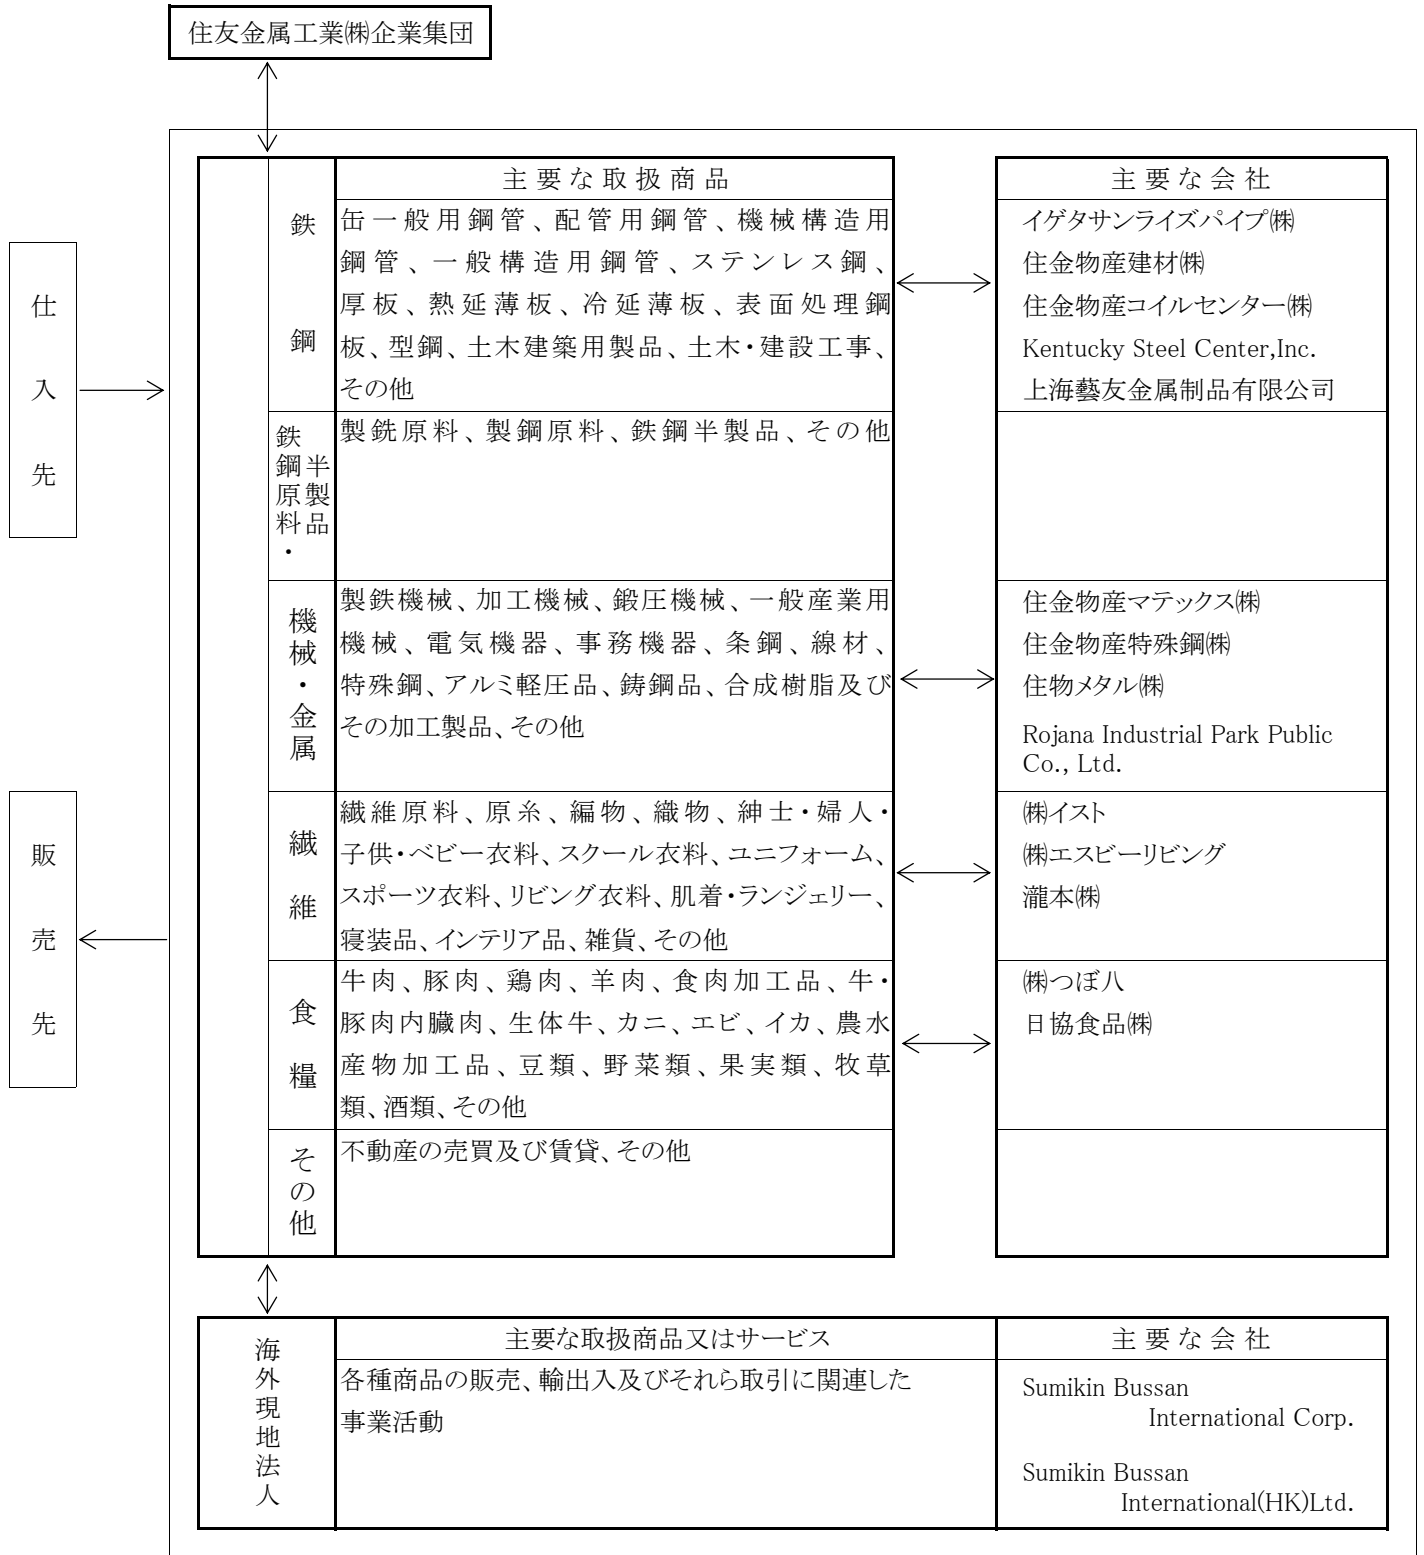 住友金属工業㈱企業集団
仕入先
販売先
主要な取扱商品
主要な会社
鉄鋼
缶一般用鋼管、配管用鋼管、機械構造用
鋼管、一般構造用鋼管、ステンレス鋼、
厚板、熱延薄板、冷延薄板、表面処理鋼
板、型鋼、土木建築用製品、土木・建設工事、
その他
イゲタサンライズパイプ㈱
住金物産建材㈱
住金物産コイルセンター㈱
Kentucky Steel Center,Inc.
上海藝友金属制品有限公司
鉄鋼原料・
半製品
製銑原料、製鋼原料、鉄鋼半製品、その他
機械・金属
製鉄機械、加工機械、鍛圧機械、一般産業用
機械、電気機器、事務機器、条鋼、線材、
特殊鋼、アルミ軽圧品、鋳鋼品、合成樹脂及び
その加工製品、その他
住金物産マテックス㈱
住金物産特殊鋼㈱
住物メタル㈱
Rojana Industrial Park Public
Co., Ltd.
繊維
繊維原料、原糸、編物、織物、紳士・婦人・
子供・ベビー衣料、スクール衣料、ユニフォーム、
スポーツ衣料、リビング衣料、肌着・ランジェリー、
寝装品、インテリア品、雑貨、その他
㈱イスト
㈱エスビーリビング
瀧本㈱
食糧
牛肉、豚肉、鶏肉、羊肉、食肉加工品、牛・
豚肉内臓肉、生体牛、カニ、エビ、イカ、農水
産物加工品、豆類、野菜類、果実類、牧草
類、酒類、その他
㈱つぼ八
日協食品㈱
その他
不動産の売買及び賃貸、その他
海外現地法人
主要な取扱商品又はサービス
主要な会社
各種商品の販売、輸出入及びそれら取引に関連した
事業活動
Sumikin Bussan
International Corp.
Sumikin Bussan
International(HK)Ltd.